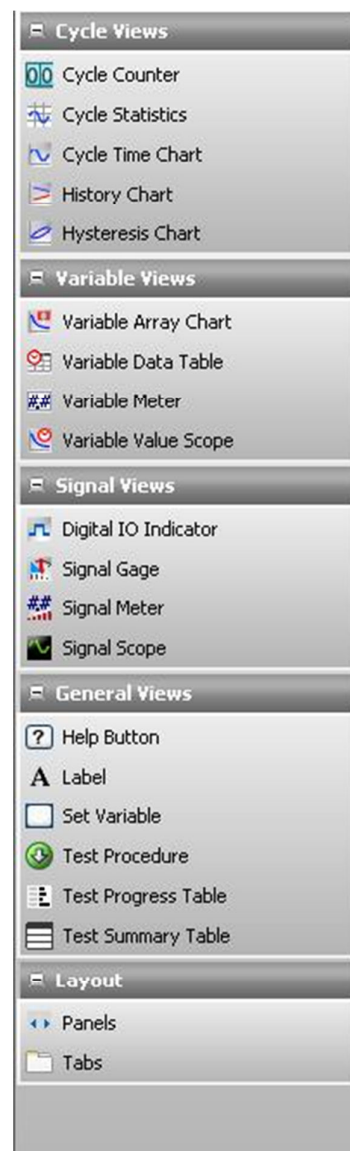 Cycle Views
00 Cycle Counter
Cycle Statistics
Cycle Time Chart
History Chart
Hysteresis Chart
Variable Views
Variable Array Chart
Variable Data Table
#.# Variable Meter
Variable Value Scope
Signal Views
Digital IO Indicator
Signal Gage
#.# Signal Meter
Signal Scope
General Views
? Help Button
A Label
Set Variable
Test Procedure
Test Progress Table
Test Summary Table
Layout
Panels
Tabs